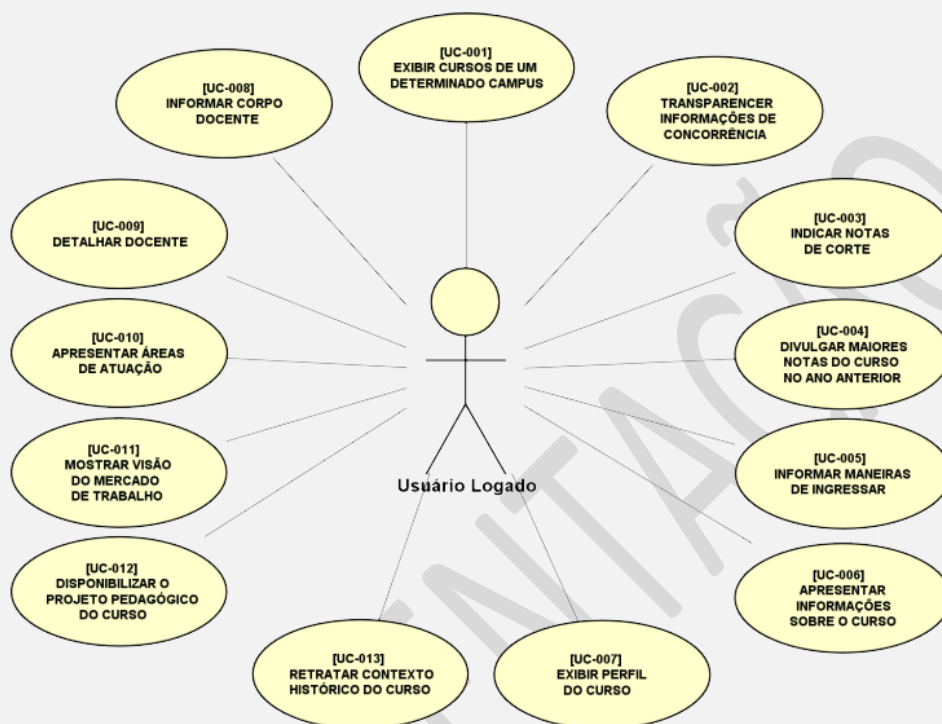 [UC-001]
EXIBIR CURSOS DE UM
DETERMINADO CAMPUS
[UC-002]
TRANSPARENCER
INFORMAÇÕES DE
CONCORRÊNCIA
[UC-003]
INDICAR NOTAS
DE CORTE
[UC-004]
DIVULGAR MAIORES
NOTAS DO CURSO
NO ANO ANTERIOR
[UC-005]
INFORMAR MANEIRAS
DE INGRESSAR
[UC-006]
APRESENTAR
INFORMAÇÕES
SOBRE O CURSO
[UC-007]
EXIBIR PERFIL
DO CURSO
[UC-013]
RETRATAR CONTEXTO
HISTÓRICO DO CURSO
[UC-012]
DISPONIBILIZAR O
PROJETO PEDAGÓGICO
DO CURSO
[UC-011]
MOSTRAR VISÃO
DO MERCADO
DE TRABALHO
[UC-010]
APRESENTAR ÁREAS
DE ATUAÇÃO
[UC-009]
DETALHAR DOCENTE
[UC-008]
INFORMAR CORPO
DOCENTE
Usuário Logado